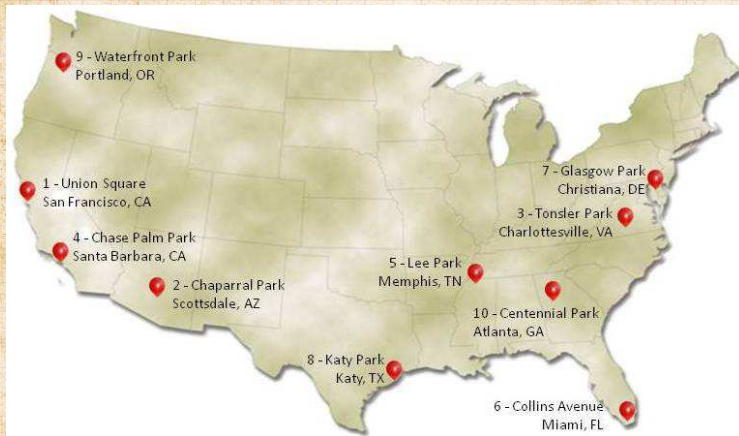 9 - Waterfront Park
Portland, OR
1 - Union Square
San Francisco, CA
7 - Glasgow Park
Christiana, DE
3 - Tonsler Park
Charlottesville, VA
4 - Chase Palm Park
Santa Barbara, CA
5 - Lee Park
Memphis, TN
2 - Chaparral Park
Scottsdale, AZ
10 - Centennial Park
Atlanta, GA
8 - Katy Park
Katy, TX
6 - Collins Avenue
Miami, FL